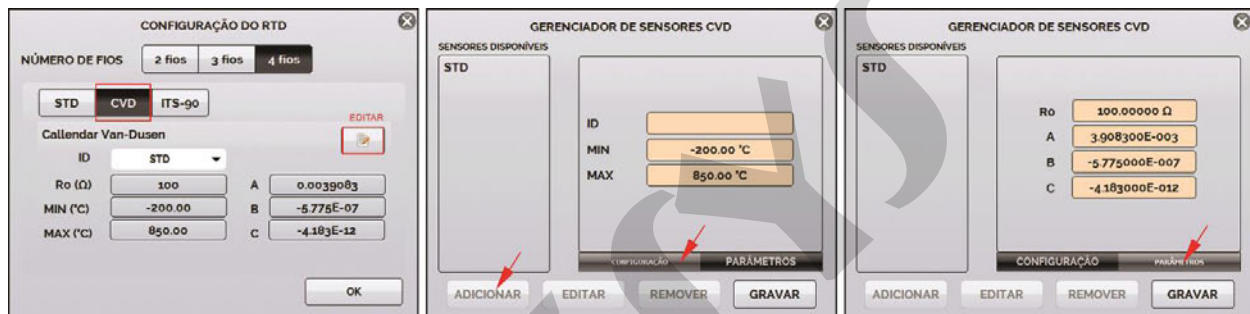 CONFIGURAÇÃO DO RTD
NÚMERO DE FIOS 2 fios 3 fios 4 fios
STD CVD ITS-90
EDITAR
Callendar Van-Dusen
ID STD
Ro (Ω) 100 A 0.0039083
MIN (°C) -200.00 B -5.775E-07
MAX (°C) 850.00 C -4.183E-12
OK
GERENCIADOR DE SENSORES CVD
SENSORES DISPONÍVEIS
STD
ID
MIN -200.00 °C
MAX 850.00 °C
CONFIGURAÇÃO PARÂMETROS
ADICIONAR EDITAR REMOVER GRAVAR
GERENCIADOR DE SENSORES CVD
SENSORES DISPONÍVEIS
STD
Ro 100.00000 Ω
A 3.908300E-003
B -5.775000E-007
C -4.183000E-012
CONFIGURAÇÃO PARÂMETROS
ADICIONAR EDITAR REMOVER GRAVAR